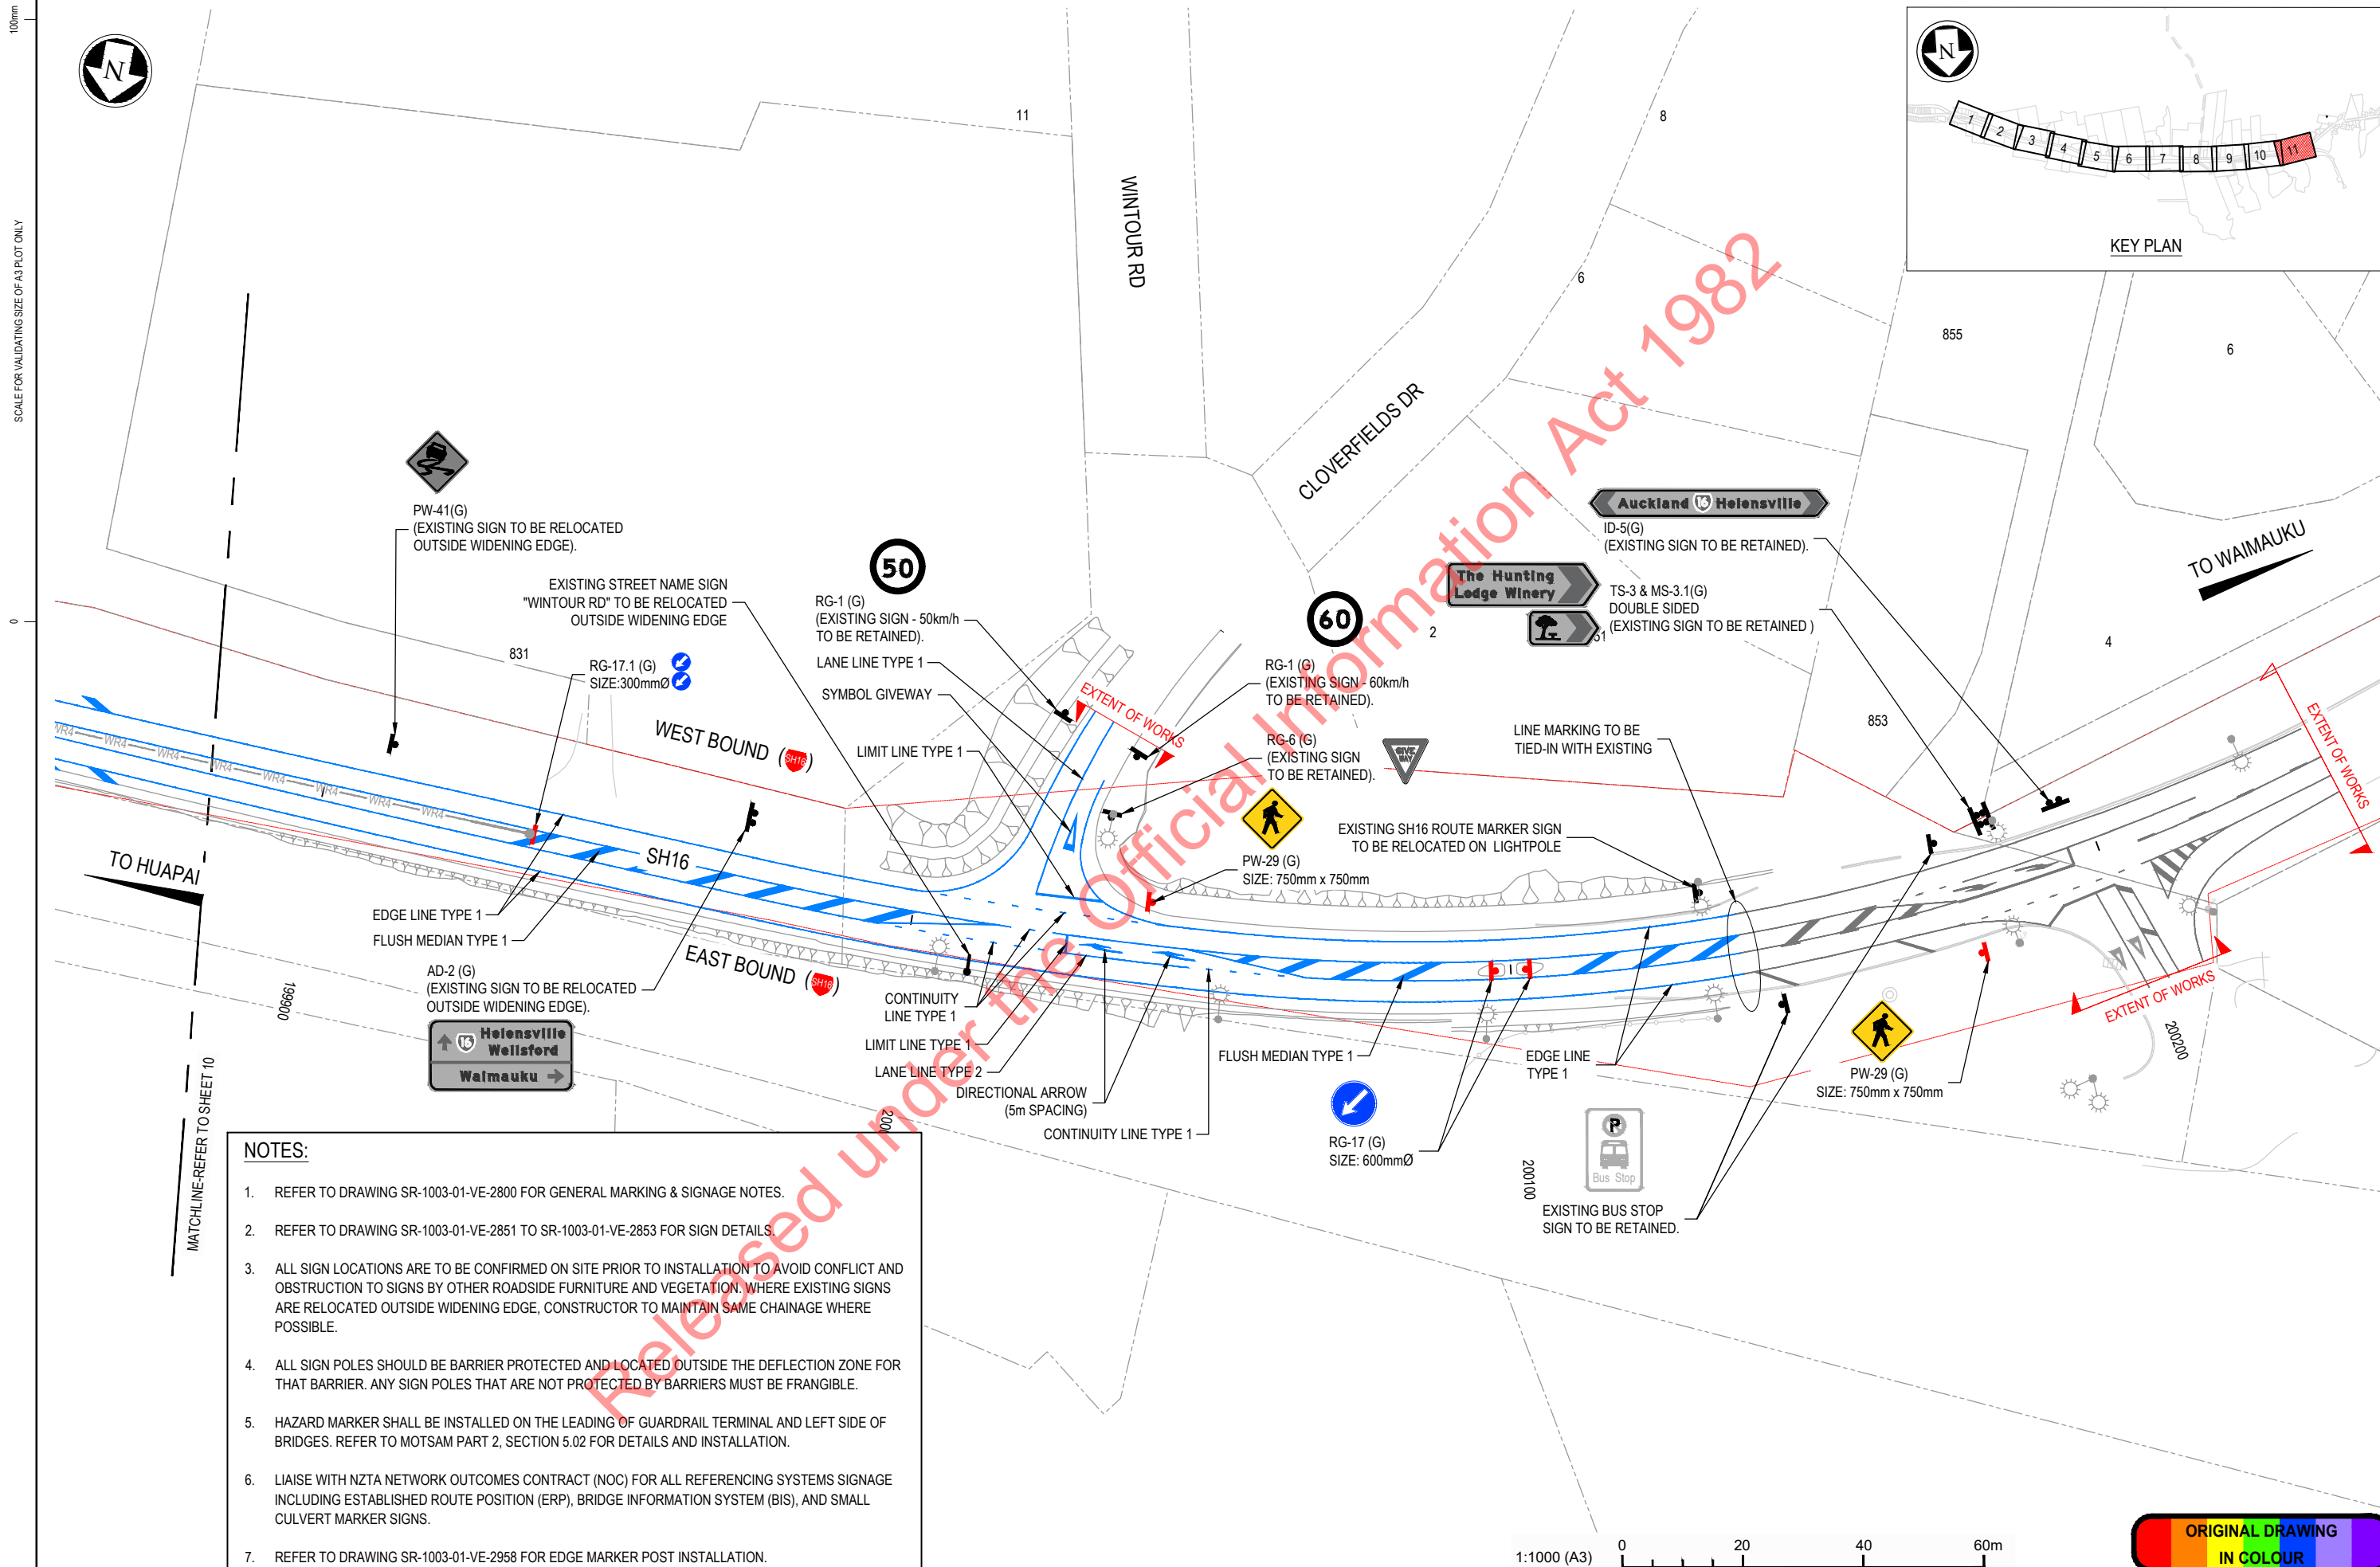 100mm
SCALE FOR VALIDATING SIZE OF A3 PLOT ONLY
0
N
N
1 2 3 4 5 6 7 8 9 10 11
KEY PLAN
11
8
WINTOUR RD
6
855
6
CLOVERFIELDS DR
PW-41(G)
(EXISTING SIGN TO BE RELOCATED
OUTSIDE WIDENING EDGE).
EXISTING STREET NAME SIGN
"WINTOUR RD" TO BE RELOCATED
OUTSIDE WIDENING EDGE
50
RG-1 (G)
(EXISTING SIGN - 50km/h
TO BE RETAINED).
LANE LINE TYPE 1
SYMBOL GIVEWAY
LIMIT LINE TYPE 1
60
RG-1 (G)
(EXISTING SIGN - 60km/h
TO BE RETAINED).
RG-6 (G)
(EXISTING SIGN
TO BE RETAINED).
GIVE
WAY
Auckland 16 Helensville
ID-5(G)
(EXISTING SIGN TO BE RETAINED).
The Hunting
Lodge Winery
TS-3 & MS-3.1(G)
DOUBLE SIDED
(EXISTING SIGN TO BE RETAINED )
2
51
TO WAIMAUKU
4
853
831
RG-17.1 (G)
SIZE:300mmØ
EXTENT OF WORKS
WEST BOUND (SH16)
LINE MARKING TO BE
TIED-IN WITH EXISTING
EXTENT OF WORKS
WR4 WR4 WR4 WR4 WR4 WR4 WR4 WR4
EXISTING SH16 ROUTE MARKER SIGN
TO BE RELOCATED ON LIGHTPOLE
PW-29 (G)
SIZE: 750mm x 750mm
TO HUAPAI
SH16
EDGE LINE TYPE 1
FLUSH MEDIAN TYPE 1
EAST BOUND (SH16)
AD-2 (G)
(EXISTING SIGN TO BE RELOCATED
OUTSIDE WIDENING EDGE).
16 Helensville
Wellsford
Waimauku
19900
CONTINUITY
LINE TYPE 1
LIMIT LINE TYPE 1
LANE LINE TYPE 2
DIRECTIONAL ARROW
(5m SPACING)
CONTINUITY LINE TYPE 1
FLUSH MEDIAN TYPE 1
EDGE LINE
TYPE 1
RG-17 (G)
SIZE: 600mmØ
P
Bus Stop
EXISTING BUS STOP
SIGN TO BE RETAINED.
PW-29 (G)
SIZE: 750mm x 750mm
EXTENT OF WORKS
200200
200100
MATCHLINE-REFER TO SHEET 10
Released under the Official Information Act 1982
NOTES:
1. REFER TO DRAWING SR-1003-01-VE-2800 FOR GENERAL MARKING & SIGNAGE NOTES.
2. REFER TO DRAWING SR-1003-01-VE-2851 TO SR-1003-01-VE-2853 FOR SIGN DETAILS.
3. ALL SIGN LOCATIONS ARE TO BE CONFIRMED ON SITE PRIOR TO INSTALLATION TO AVOID CONFLICT AND
OBSTRUCTION TO SIGNS BY OTHER ROADSIDE FURNITURE AND VEGETATION. WHERE EXISTING SIGNS
ARE RELOCATED OUTSIDE WIDENING EDGE, CONSTRUCTOR TO MAINTAIN SAME CHAINAGE WHERE
POSSIBLE.
4. ALL SIGN POLES SHOULD BE BARRIER PROTECTED AND LOCATED OUTSIDE THE DEFLECTION ZONE FOR
THAT BARRIER. ANY SIGN POLES THAT ARE NOT PROTECTED BY BARRIERS MUST BE FRANGIBLE.
5. HAZARD MARKER SHALL BE INSTALLED ON THE LEADING OF GUARDRAIL TERMINAL AND LEFT SIDE OF
BRIDGES. REFER TO MOTSAM PART 2, SECTION 5.02 FOR DETAILS AND INSTALLATION.
6. LIAISE WITH NZTA NETWORK OUTCOMES CONTRACT (NOC) FOR ALL REFERENCING SYSTEMS SIGNAGE
INCLUDING ESTABLISHED ROUTE POSITION (ERP), BRIDGE INFORMATION SYSTEM (BIS), AND SMALL
CULVERT MARKER SIGNS.
7. REFER TO DRAWING SR-1003-01-VE-2958 FOR EDGE MARKER POST INSTALLATION.
1:1000 (A3)
0 20 40 60m
ORIGINAL DRAWING
IN COLOUR